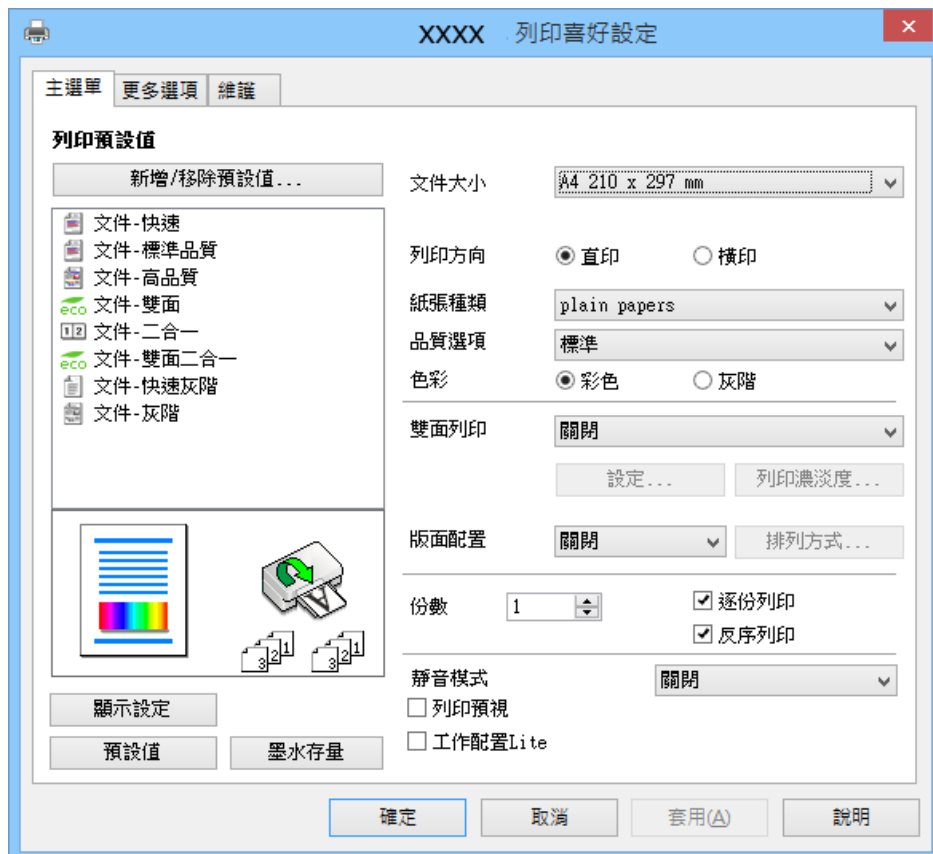 XXXX 列印喜好設定
主選單 更多選項 維護
列印預設值
新增/移除預設值...
文件-快速
文件-標準品質
文件-高品質
eco 文件-雙面
12 文件-二合一
eco 文件-雙面二合一
文件-快速灰階
文件-灰階
321 321
顯示設定
預設值 墨水存量
文件大小 A4 210 x 297 mm
列印方向 直印 橫印
紙張種類 plain papers
品質選項 標準
色彩 彩色 灰階
雙面列印 關閉
設定... 列印濃淡度...
版面配置 關閉 排列方式...
份數 1 逐份列印
反序列印
靜音模式 關閉
列印預視
工作配置Lite
確定 取消 套用(A) 說明